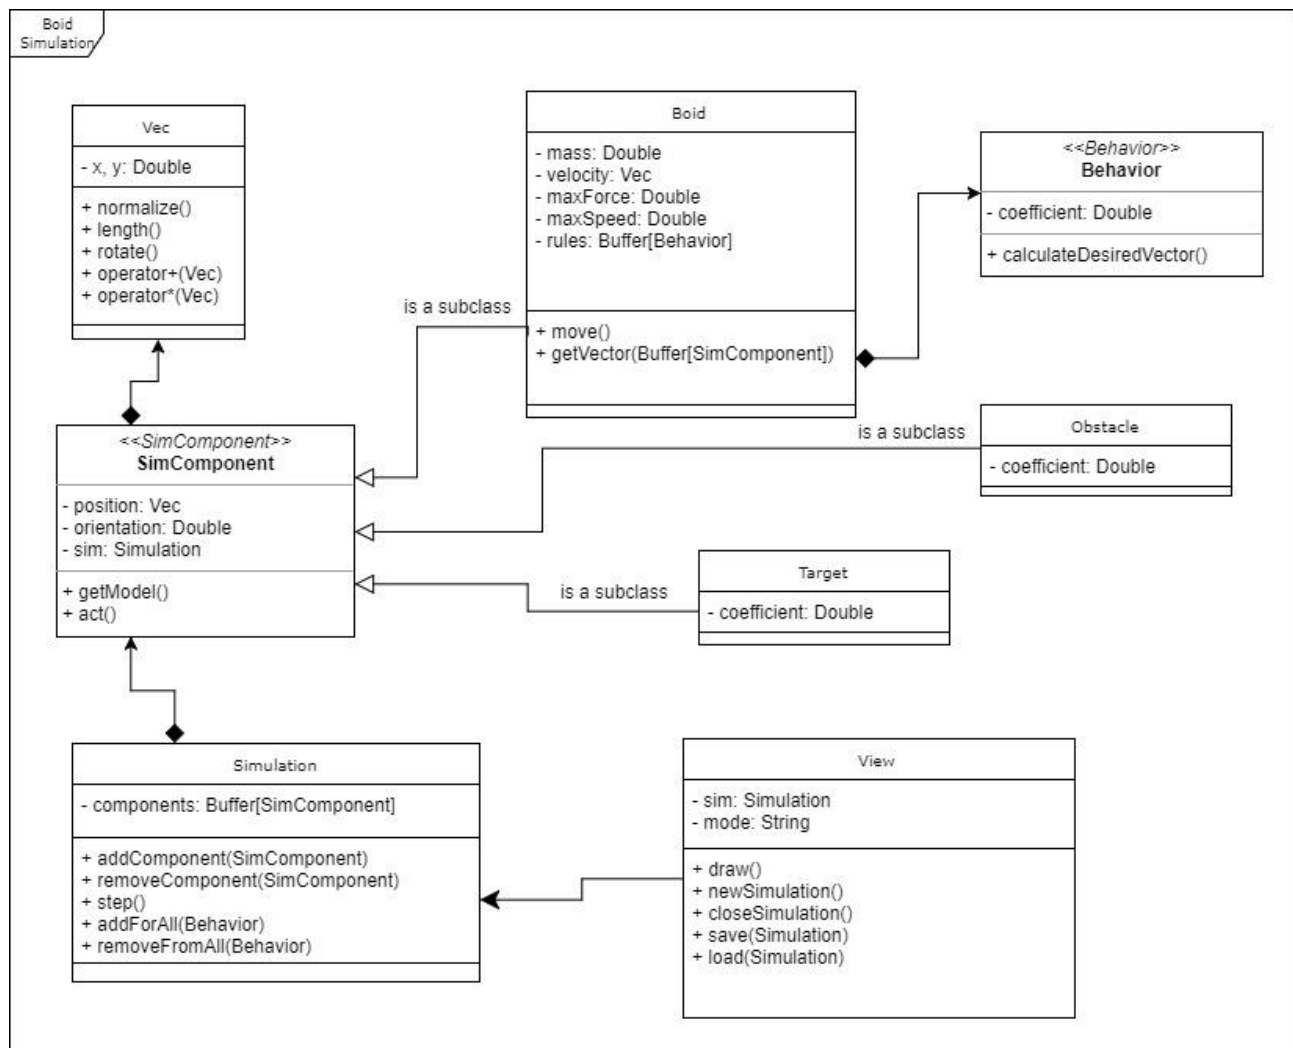 Boid
Simulation
Vec
- x, y: Double
+ normalize()
+ length()
+ rotate()
+ operator+(Vec)
+ operator*(Vec)
Boid
- mass: Double
- velocity: Vec
- maxForce: Double
- maxSpeed: Double
- rules: Buffer[Behavior]
+ move()
+ getVector(Buffer[SimComponent])
<<Behavior>>
Behavior
- coefficient: Double
+ calculateDesiredVector()
is a subclass
<<SimComponent>>
SimComponent
- position: Vec
- orientation: Double
- sim: Simulation
+ getModel()
+ act()
is a subclass
Obstacle
- coefficient: Double
is a subclass
Target
- coefficient: Double
Simulation
- components: Buffer[SimComponent]
+ addComponent(SimComponent)
+ removeComponent(SimComponent)
+ step()
+ addForAll(Behavior)
+ removeFromAll(Behavior)
View
- sim: Simulation
- mode: String
+ draw()
+ newSimulation()
+ closeSimulation()
+ save(Simulation)
+ load(Simulation)